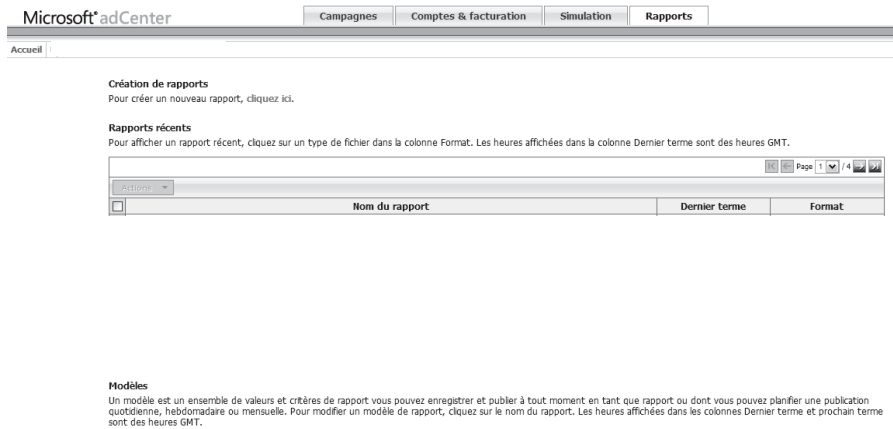 Microsoft® adCenter
Campagnes
Comptes & facturation
Simulation
Rapports
Accueil
Création de rapports
Pour créer un nouveau rapport, cliquez ici.
Rapports récents
Pour afficher un rapport récent, cliquez sur un type de fichier dans la colonne Format. Les heures affichées dans la colonne Dernier terme sont des heures GMT.
Page 1 / 4
Actions
Nom du rapport
Dernier terme
Format
Modèles
Un modèle est un ensemble de valeurs et critères de rapport vous pouvez enregistrer et publier à tout moment en tant que rapport ou dont vous pouvez planifier une publication
quotidienne, hebdomadaire ou mensuelle. Pour modifier un modèle de rapport, cliquez sur le nom du rapport. Les heures affichées dans les colonnes Dernier terme et prochain terme
sont des heures GMT.